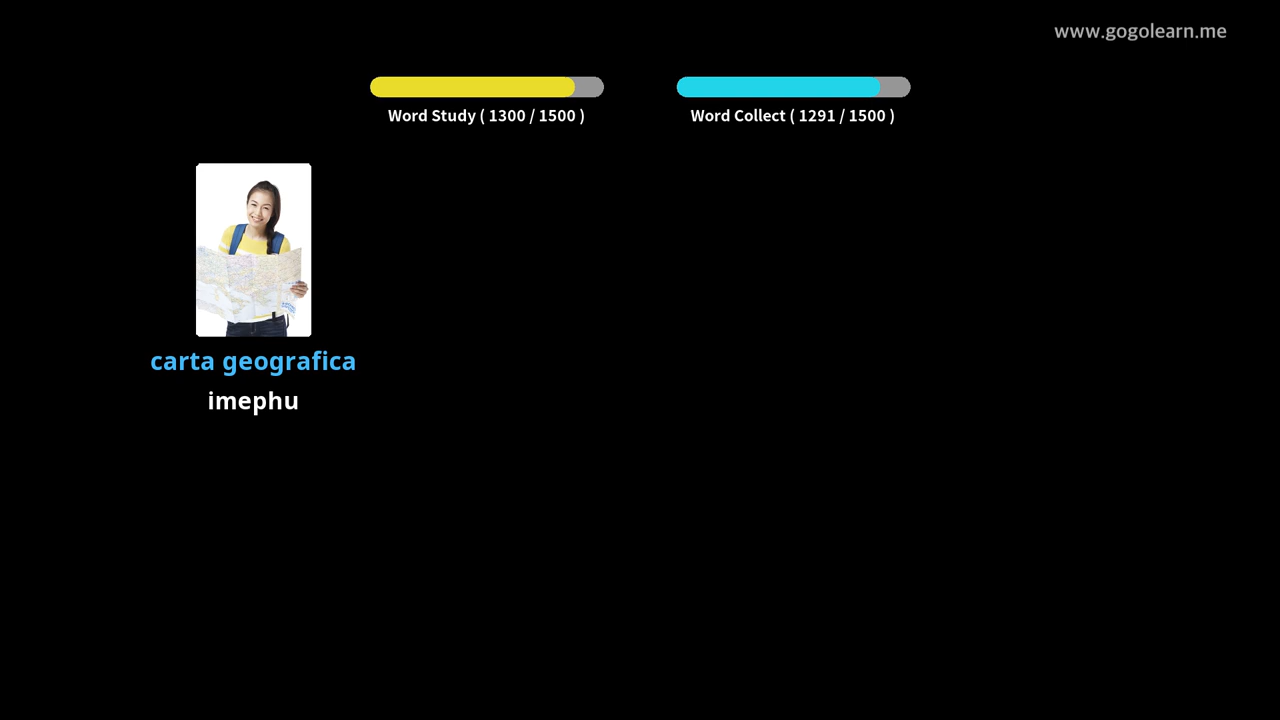 www.gogolearn.me
Word Study ( 1300 / 1500 )
Word Collect ( 1291 / 1500 )
carta geografica
imephu